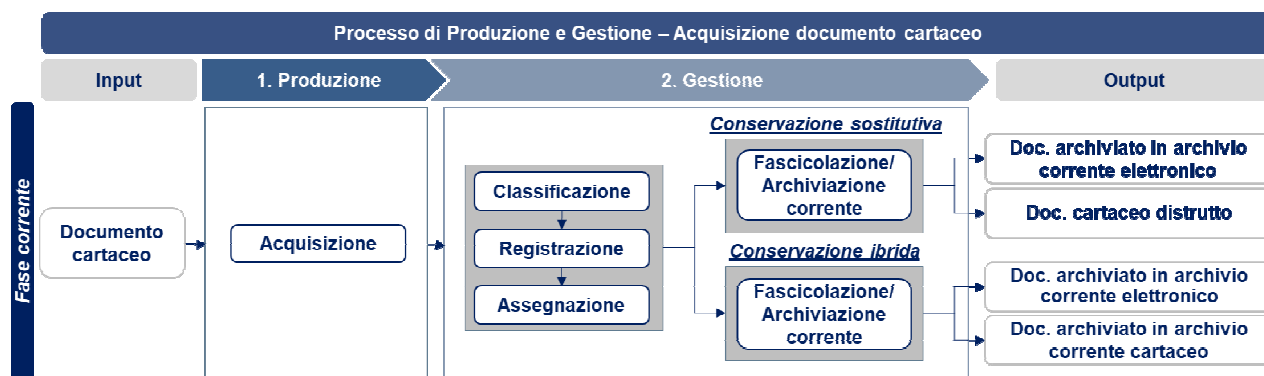 Processo di Produzione e Gestione – Acquisizione documento cartaceo
Input
1. Produzione
2. Gestione
Output
Fase corrente
Documento
cartaceo
Acquisizione
Classificazione
Registrazione
Assegnazione
Conservazione sostitutiva
Fascicolazione/
Archiviazione
corrente
Conservazione ibrida
Fascicolazione/
Archiviazione
corrente
Doc. archiviato in archivio
corrente elettronico
Doc. cartaceo distrutto
Doc. archiviato in archivio
corrente elettronico
Doc. archiviato in archivio
corrente cartaceo